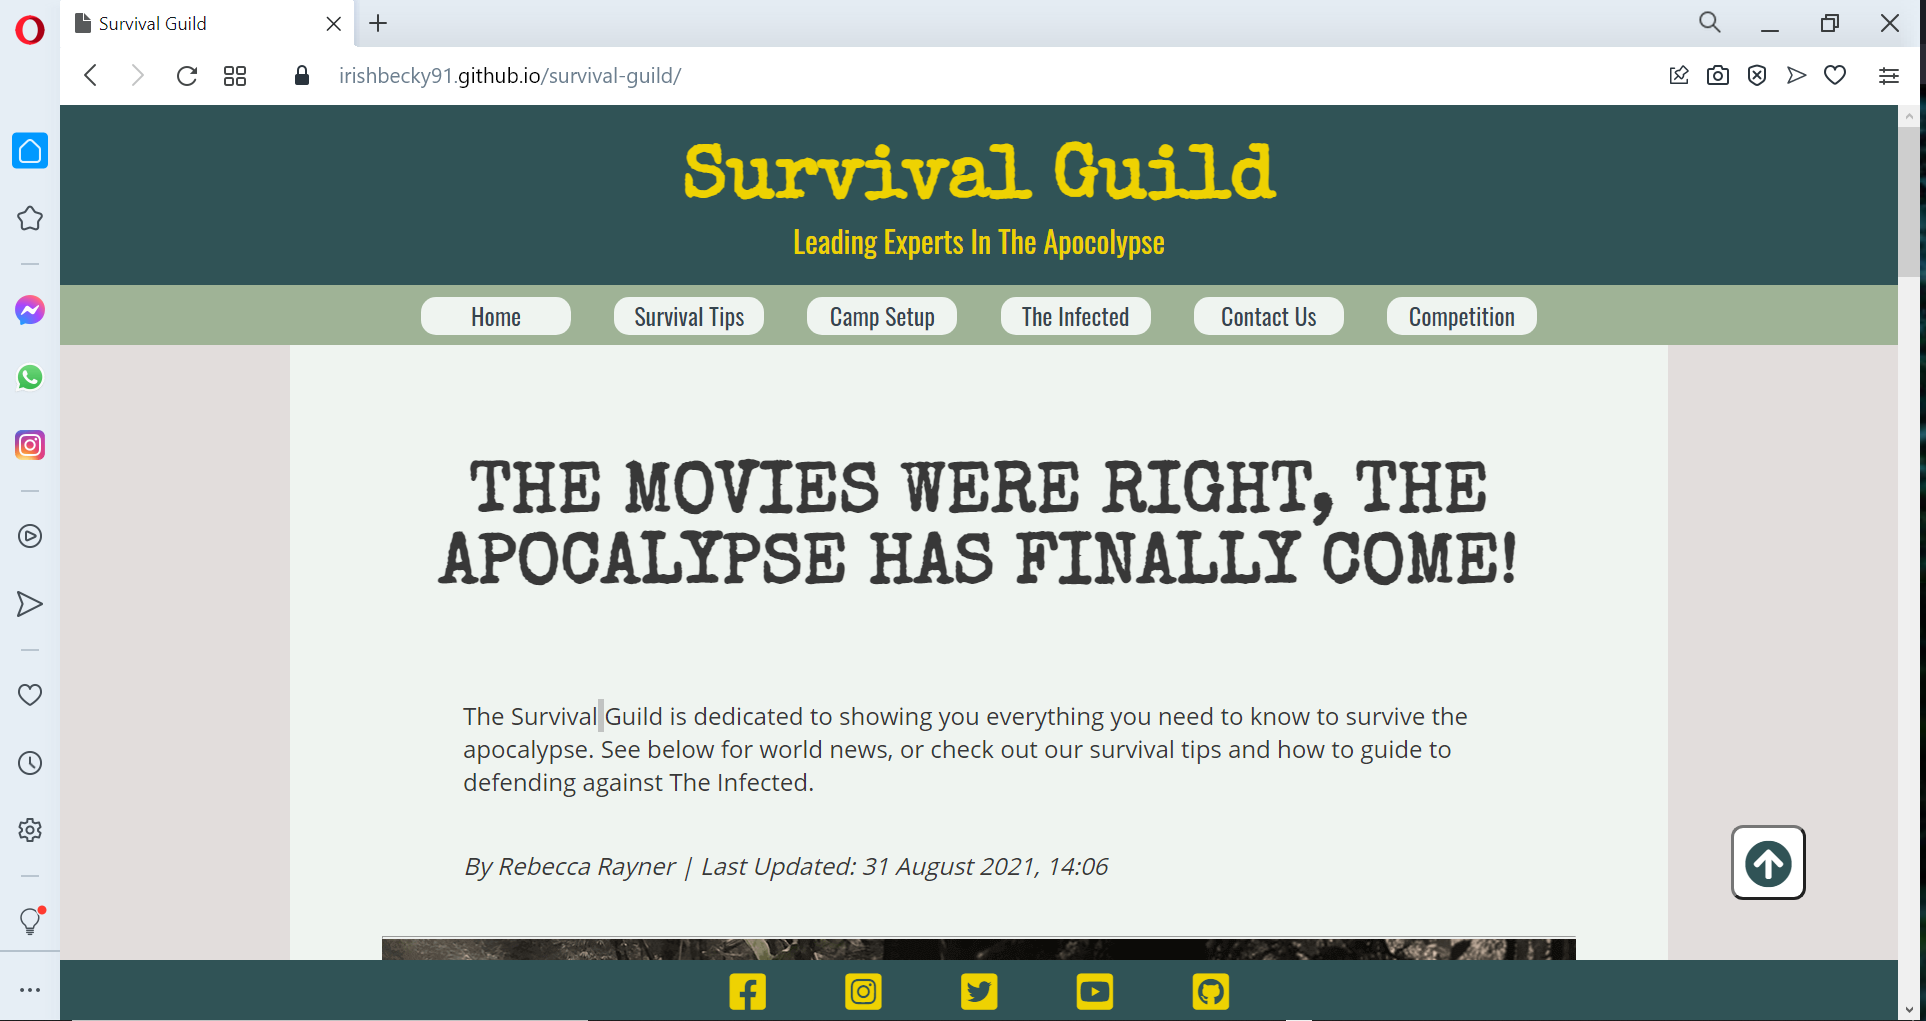 Survival Guild
irishbecky91.github.io/survival-guild/
Survival Guild
Leading Experts In The Apocolypse
Home Survival Tips Camp Setup The Infected Contact Us Competition
THE MOVIES WERE RIGHT, THE
APOCALYPSE HAS FINALLY COME!
The Survival Guild is dedicated to showing you everything you need to know to survive the
apocalypse. See below for world news, or check out our survival tips and how to guide to
defending against The Infected.
By Rebecca Rayner | Last Updated: 31 August 2021, 14:06